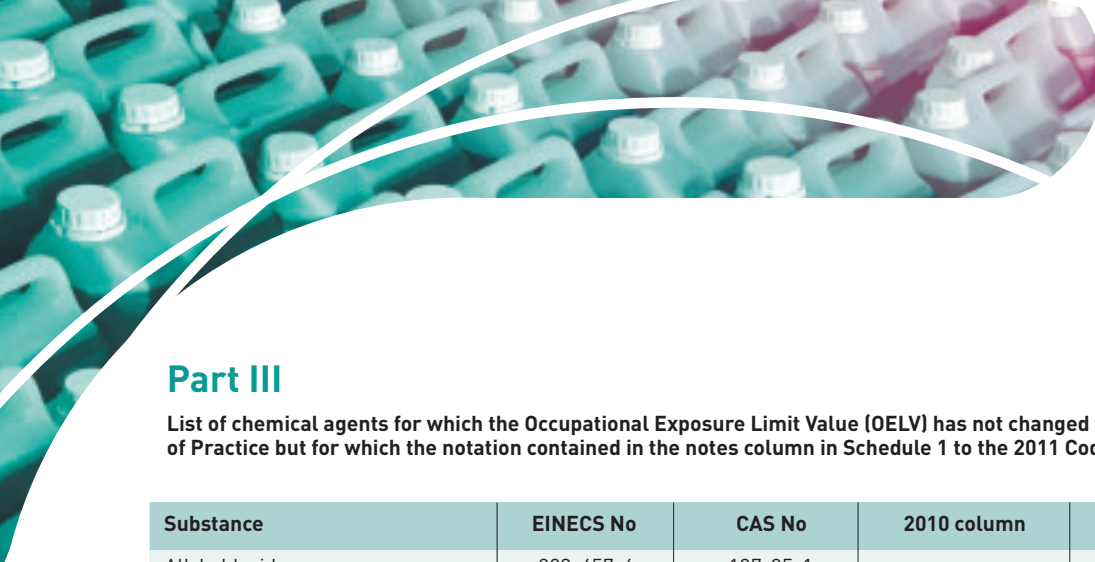 Part III
List of chemical agents for which the Occupational Exposure Limit Value (OELV) has not changed
of Practice but for which the notation contained in the notes column in Schedule 1 to the 2011
Substance EINECS No CAS No 2010 column